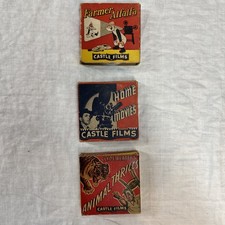 Farmer Alfalfa
CASTLE FILMS
HOME
MOVIES
CASTLE FILMS
ANIMAL THRILLS
CASTLE FILMS